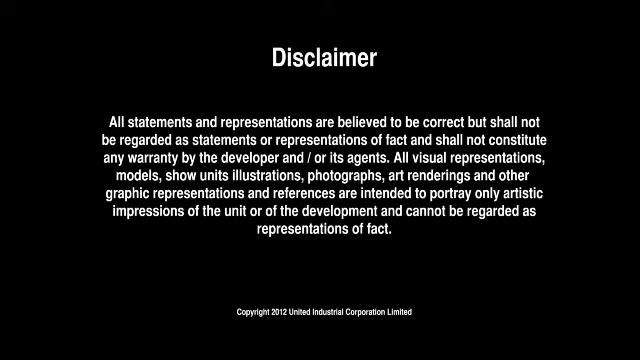 Disclaimer
All statements and representations are believed to be correct but shall not
be regarded as statements or representations of fact and shall not constitute
any warranty by the developer and / or its agents. All visual representations,
models, show units illustrations, photographs, art renderings and other
graphic representations and references are intended to portray only artistic
impressions of the unit or of the development and cannot be regarded as
representations of fact.
Copyright 2012 United Industrial Corporation Limited